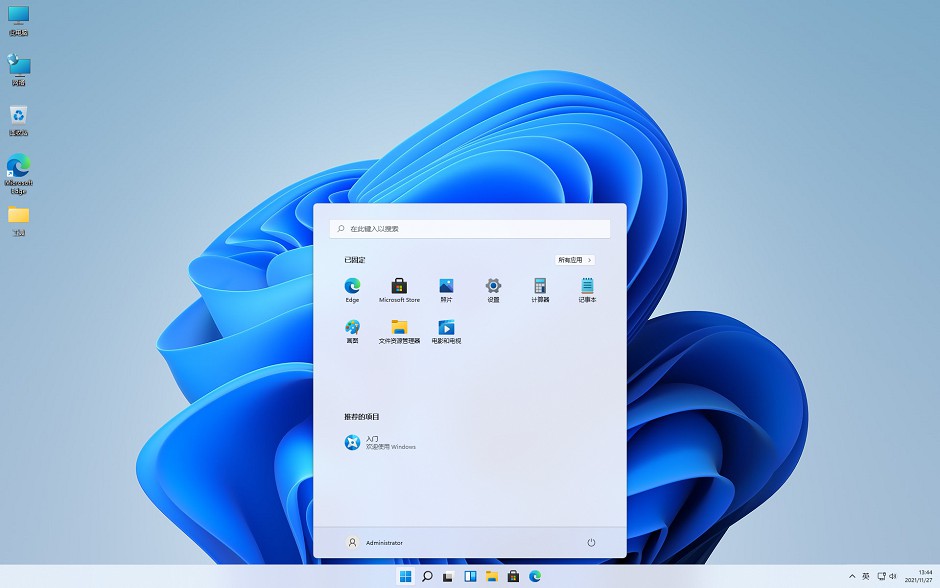 此电脑
网络
回收站
Microsoft
Edge
工具
在此键入以搜索
已固定
所有应用 >
Edge
Microsoft Store
照片
设置
计算器
记事本
画图
文件资源管理器
电影和电视
推荐的项目
入门
欢迎使用 Windows
Administrator
英
13:44
2021/11/27